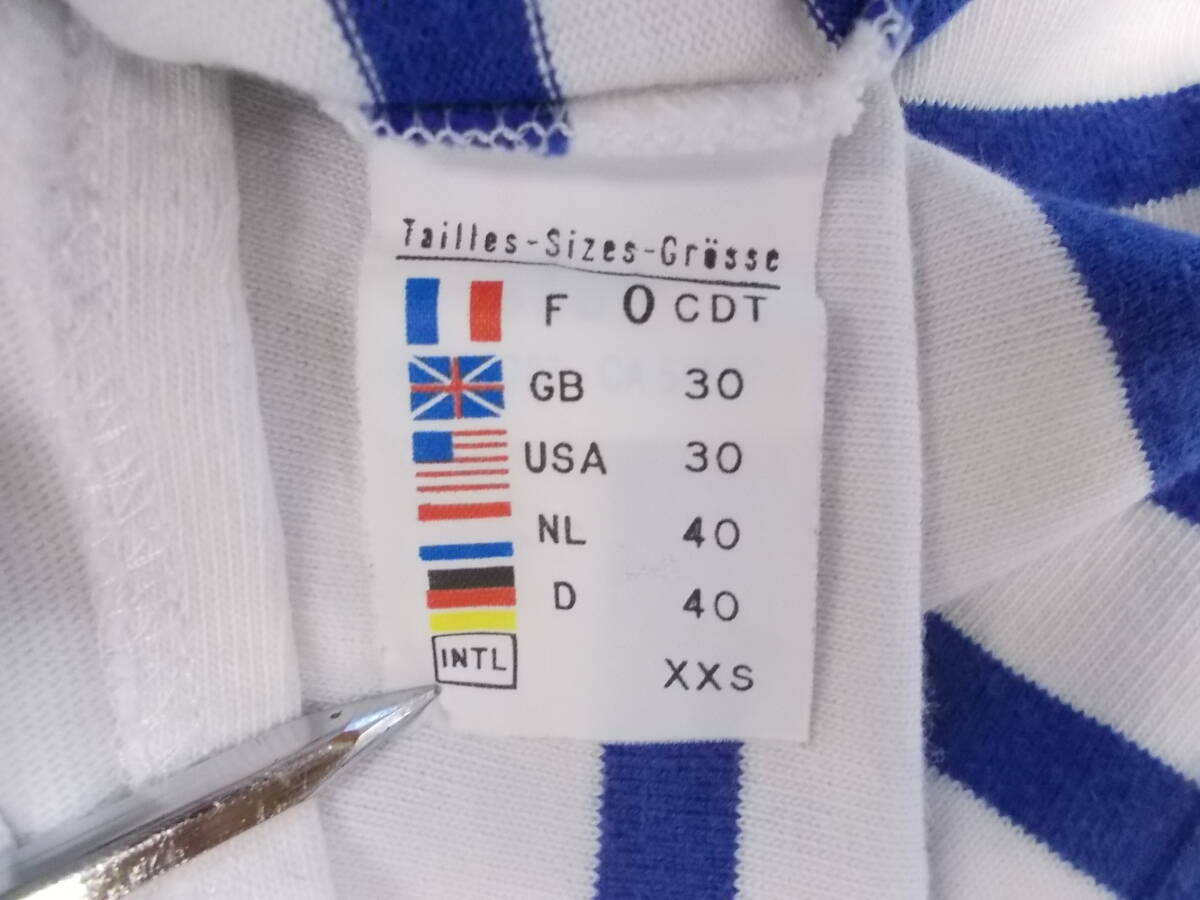 Tailles-Sizes-Grösse
F 0 CDT
GB 30
USA 30
NL 40
D 40
INTL XXS